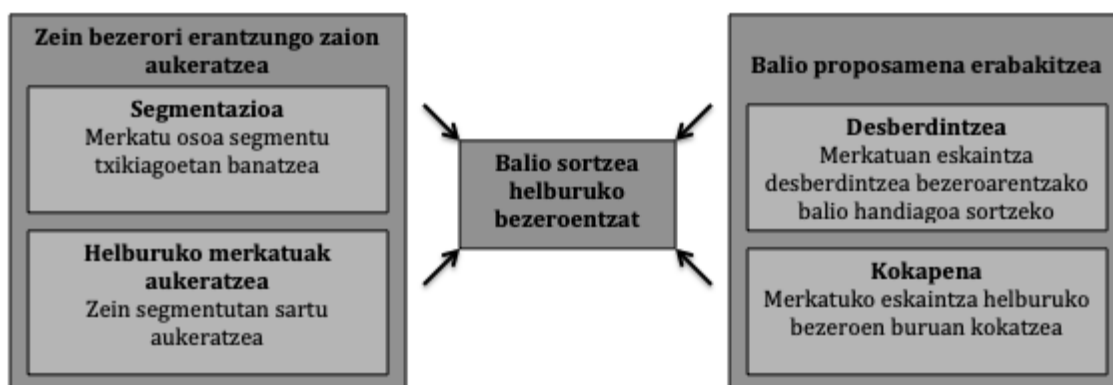 Zein bezerori erantzungo zaion
aukeratzea
Segmentazioa
Merkatu osoa segmentu
txikiagoetan banatzea
Helburuko merkatuak
aukeratzea
Zein segmentutan sartu
aukeratzea
Balio sortzea
helburuko
bezeroentzat
Balio proposamena erabakitzea
Desberdintzea
Merkatuan eskaintza
desberdintzea bezeroarentzako
balio handiagoa sortzeko
Kokapena
Merkatuko eskaintza helburuko
bezeroen buruan kokatzea